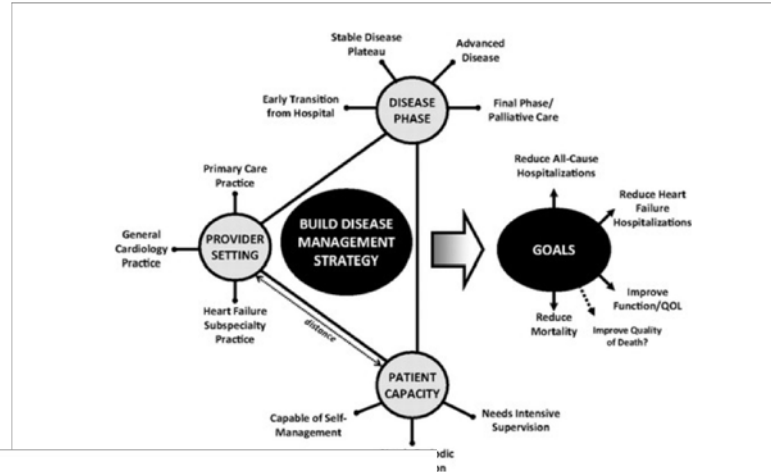 Stable Disease
Plateau
Advanced
Disease
Early Transition
from Hospital
DISEASE
PHASE
Final Phase/
Palliative Care
Primary Care
Practice
General
Cardiology
Practice
PROVIDER
SETTING
Heart Failure
Subspecialty
Practice
BUILD DISEASE
MANAGEMENT
STRATEGY
distance
PATIENT
CAPACITY
Capable of Self-
Management
Needs Intensive
Supervision
Reduce All-Cause
Hospitalizations
Reduce Heart
Failure
Hospitalizations
GOALS
Improve
Function/QOL
Reduce
Mortality
Improve Quality
of Death?